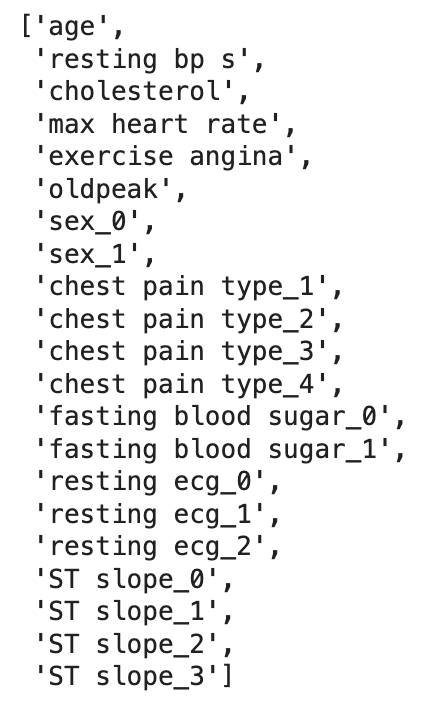 ['age',
'resting bp s',
'cholesterol',
'max heart rate',
'exercise angina',
'oldpeak',
'sex_0',
'sex_1',
'chest pain type_1',
'chest pain type_2',
'chest pain type_3',
'chest pain type_4',
'fasting blood sugar_0',
'fasting blood sugar_1',
'resting ecg_0',
'resting ecg_1',
'resting ecg_2',
'ST slope_0',
'ST slope_1',
'ST slope_2',
'ST slope_3']